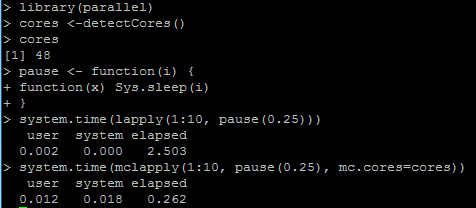 > library(parallel)
> cores <-detectCores()
> cores
[1] 48
> pause <- function(i) {
+ function(x) Sys.sleep(i)
+ }
> system.time(lapply(1:10, pause(0.25)))
   user  system elapsed
  0.002   0.000   2.503
> system.time(mclapply(1:10, pause(0.25), mc.cores=cores))
   user  system elapsed
  0.012   0.018   0.262